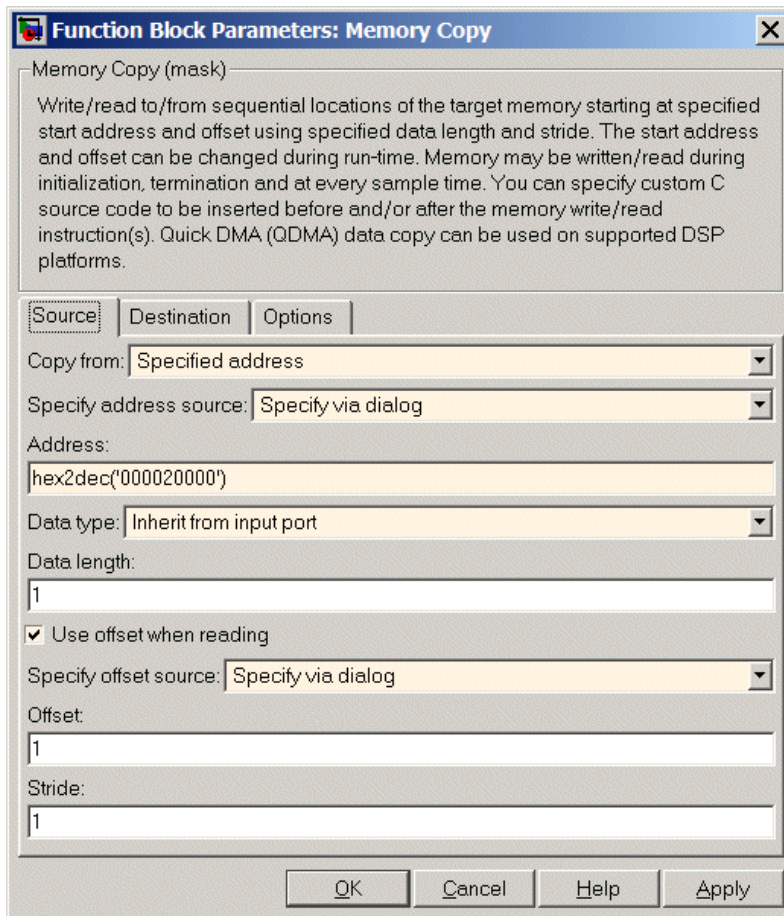 Function Block Parameters: Memory Copy
Memory Copy (mask)
Write/read to/from sequential locations of the target memory starting at specified
start address and offset using specified data length and stride. The start address
and offset can be changed during run-time. Memory may be written/read during
initialization, termination and at every sample time. You can specify custom C
source code to be inserted before and/or after the memory write/read
instruction(s). Quick DMA (QDMA) data copy can be used on supported DSP
platforms.
Source Destination Options
Copy from: Specified address
Specify address source: Specify via dialog
Address:
hex2dec('000020000')
Data type: Inherit from input port
Data length:
1
Use offset when reading
Specify offset source: Specify via dialog
Offset:
1
Stride:
1
OK Cancel Help Apply